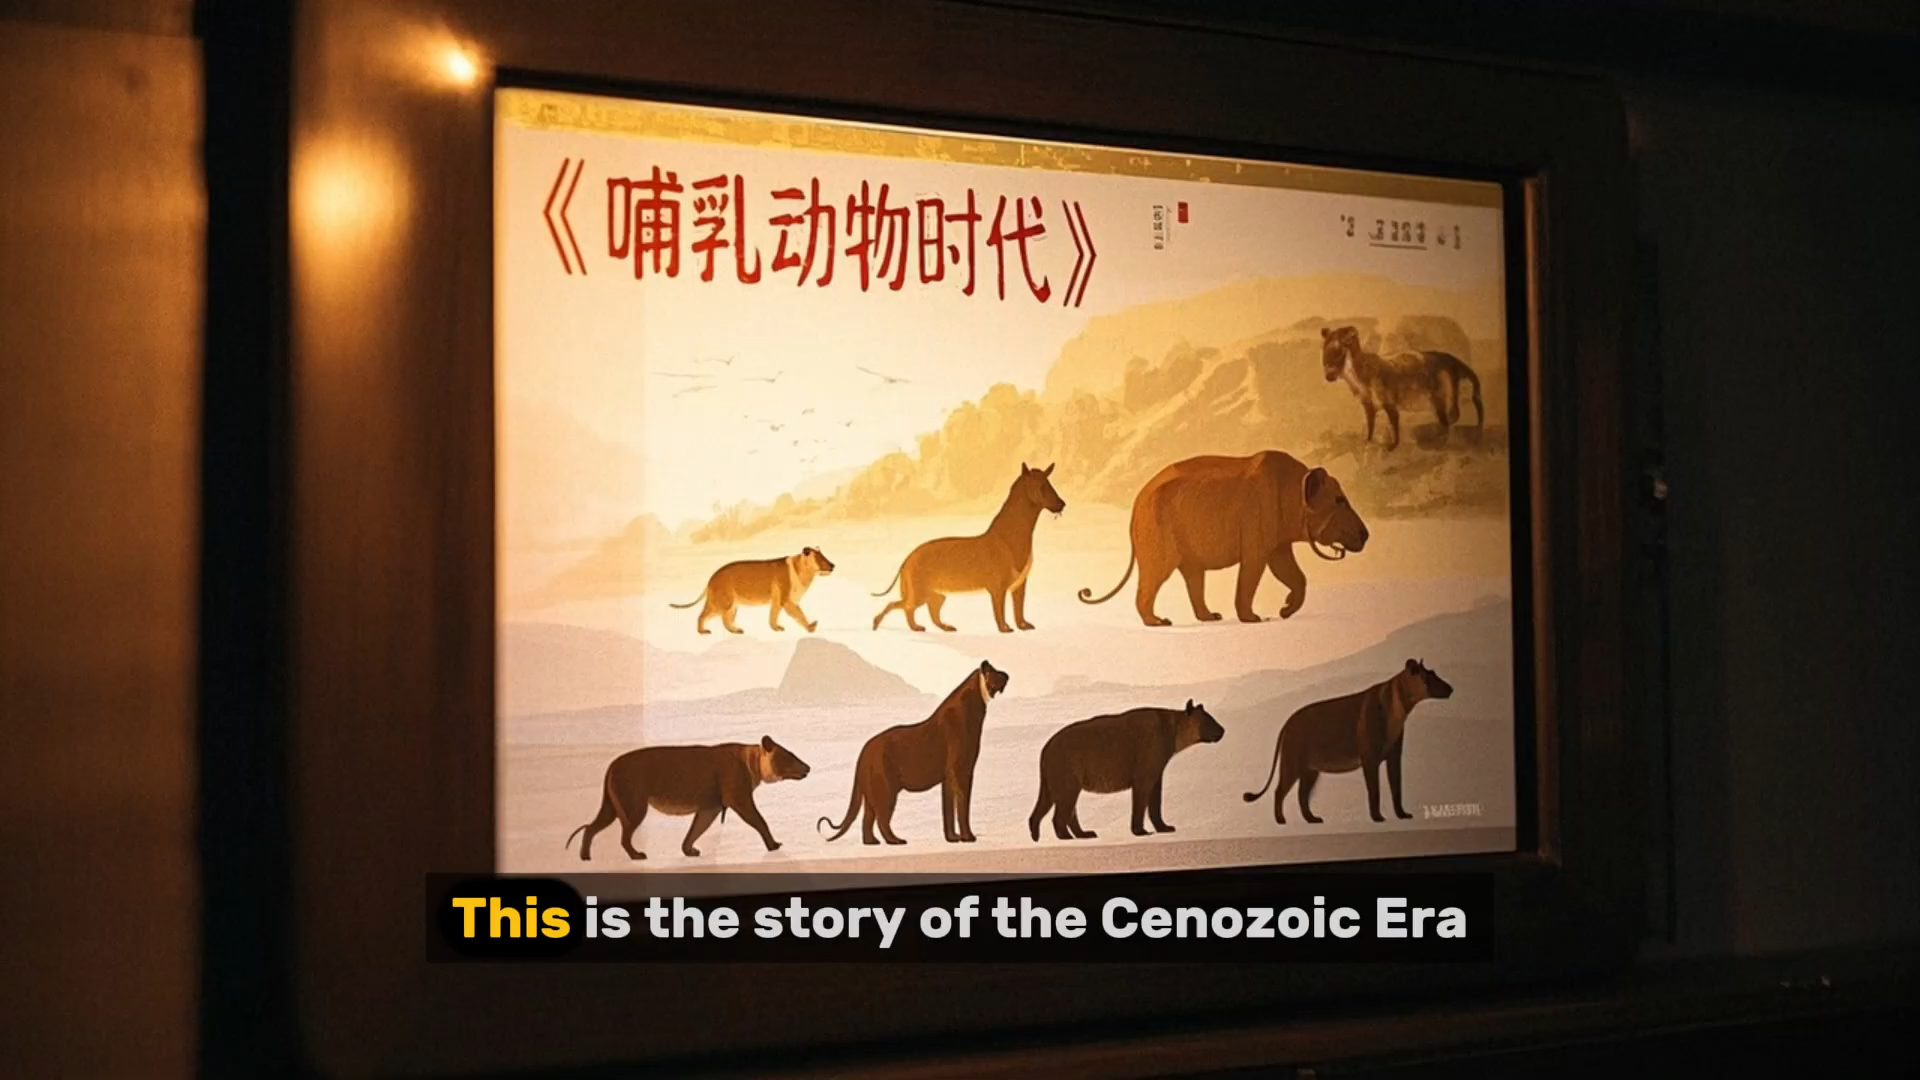 《哺乳动物时代》
This is the story of the Cenozoic Era